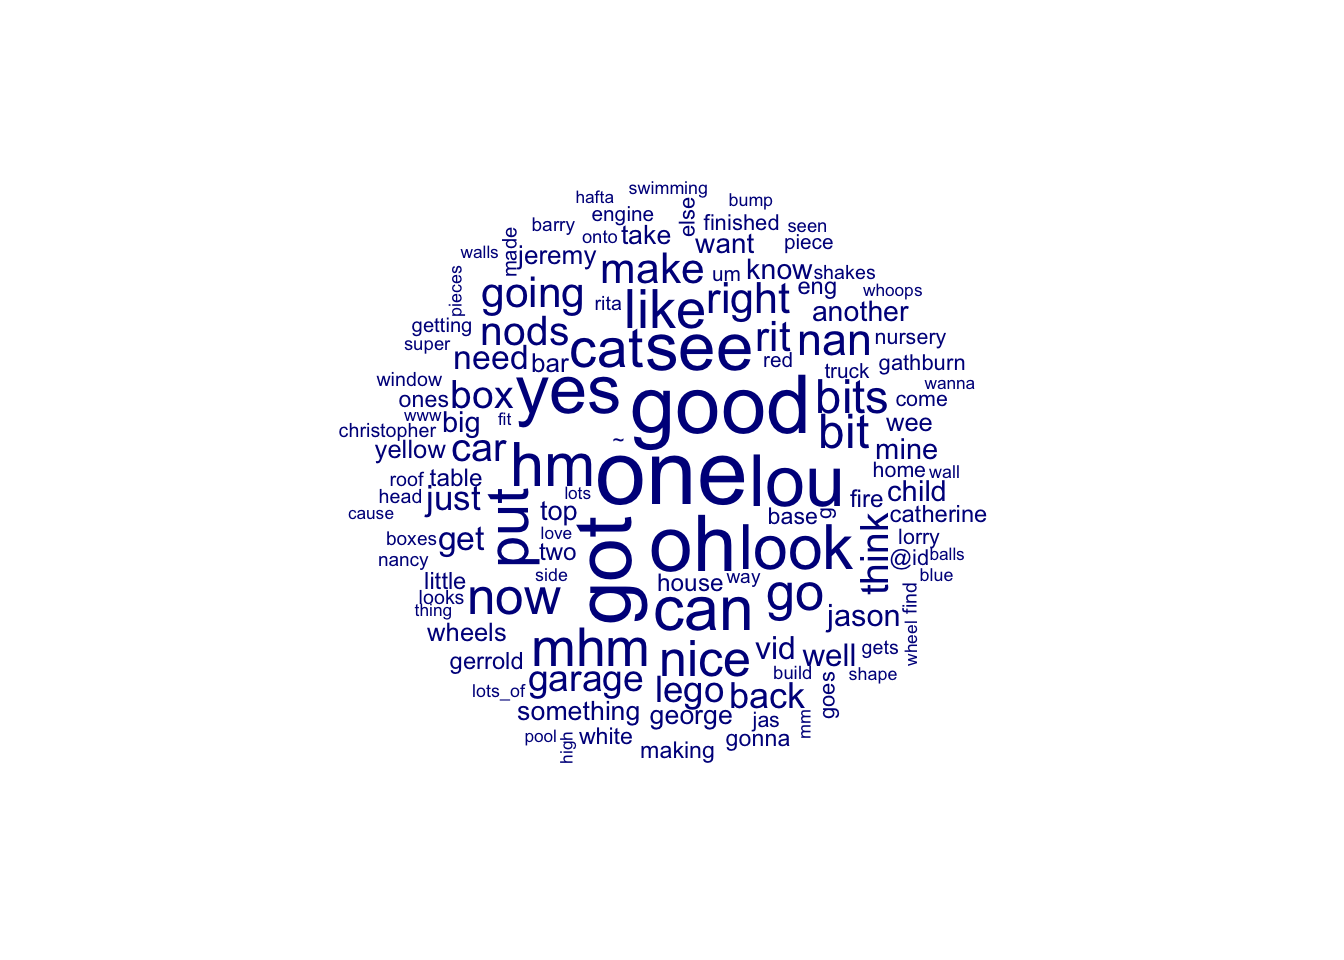 swimming
hafta
bump
else
engine
finished
barry
seen
onto
take
want
piece
made
walls
jeremy
make
um
know
shakes
pieces
going
rita
like
right
eng
whoops
another
getting
nods
cat
see
rit
nan
nursery
super
need
bar
red
truck
gathburn
window
yes
good
bits
wanna
ones
box
come
www
big
fit
bit
wee
christopher
~
yellow
car
hm
one
lou
mine
roof
table
lots
home
wall
head
just
put
fire
child
cause
top
got
base
g
catherine
boxes
get
love
oh
look
think
lorry
nancy
two
@id
balls
little
side
house
way
blue
looks
now
can
go
find
thing
jason
wheels
mhm
nice
vid
well
gets
wheel
gerrold
garage
build
shape
lots_of
lego
back
goes
something
george
jas
mm
pool
high
white
making
gonna